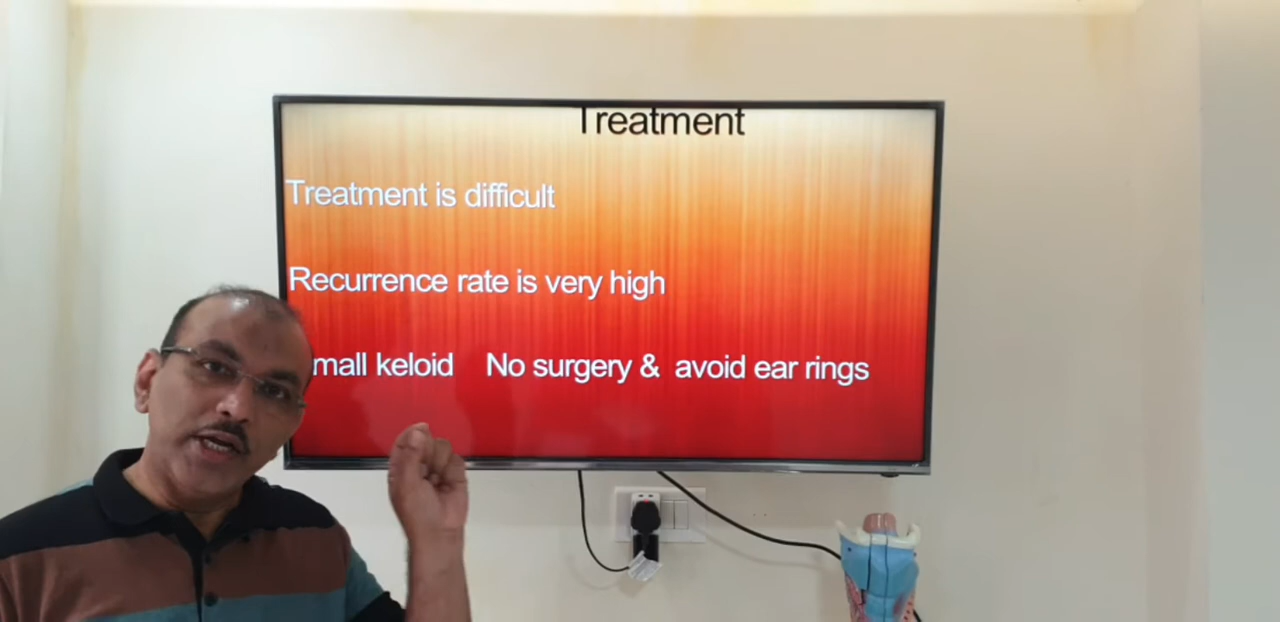 Treatment
Treatment is difficult
Recurrence rate is very high
mall keloid No surgery & avoid ear rings